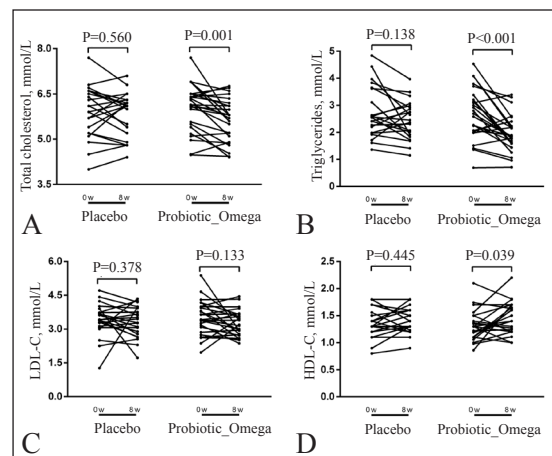 P=0.560
P=0.001
Total cholesterol, mmol/L
8.5
6.5
5.0
3.5
0w
8w
0w
8w
Placebo
Probiotic_Omega
A
P=0.138
P<0.001
Triglycerides, mmol/L
5
4
3
2
1
0
0w
8w
0w
8w
Placebo
Probiotic_Omega
B
P=0.378
P=0.133
LDL-C, mmol/L
6.0
4.7
3.5
2.3
1.2
0.0
0w
8w
0w
8w
Placebo
Probiotic_Omega
C
P=0.445
P=0.039
HDL-C, mmol/L
2.5
2.0
1.5
1.0
0.5
0.0
0w
8w
0w
8w
Placebo
Probiotic_Omega
D